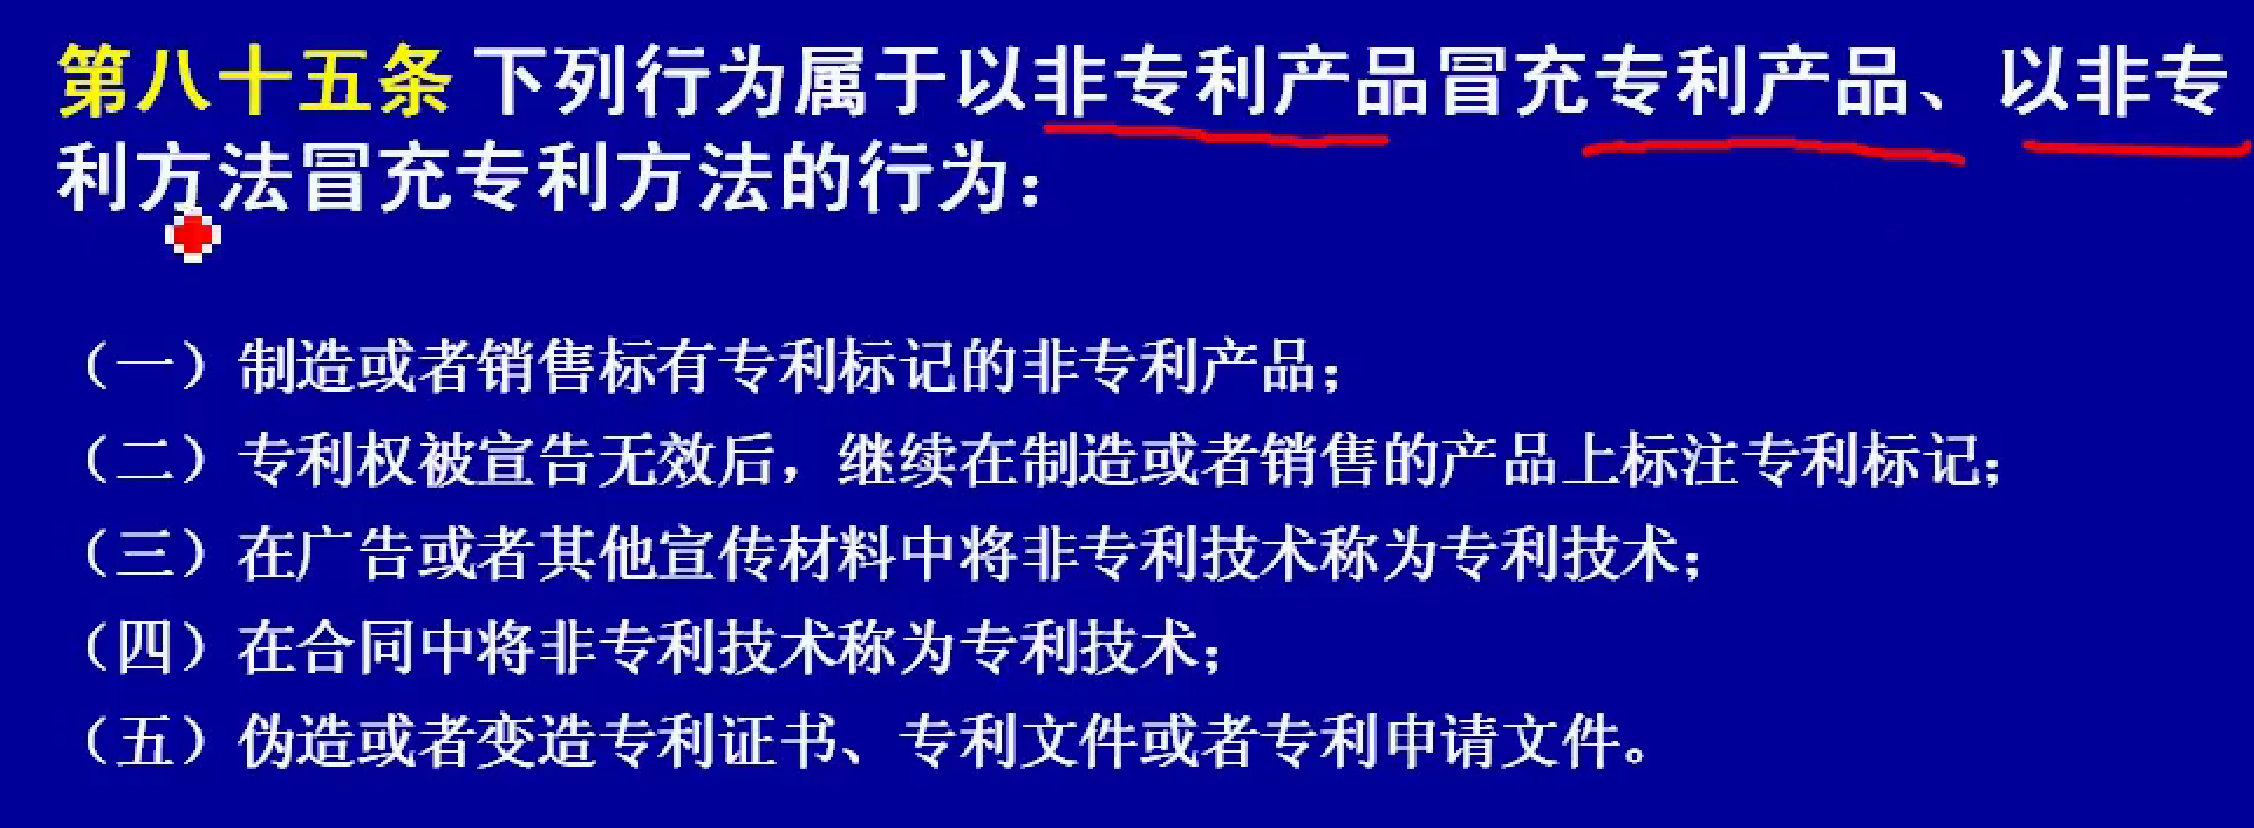 第八十五条 下列行为属于以非专利产品冒充专利产品、以非专
利方法冒充专利方法的行为：
（一）制造或者销售标有专利标记的非专利产品；
（二）专利权被宣告无效后，继续在制造或者销售的产品上标注专利标记；
（三）在广告或者其他宣传材料中将非专利技术称为专利技术；
（四）在合同中将非专利技术称为专利技术；
（五）伪造或者变造专利证书、专利文件或者专利申请文件。